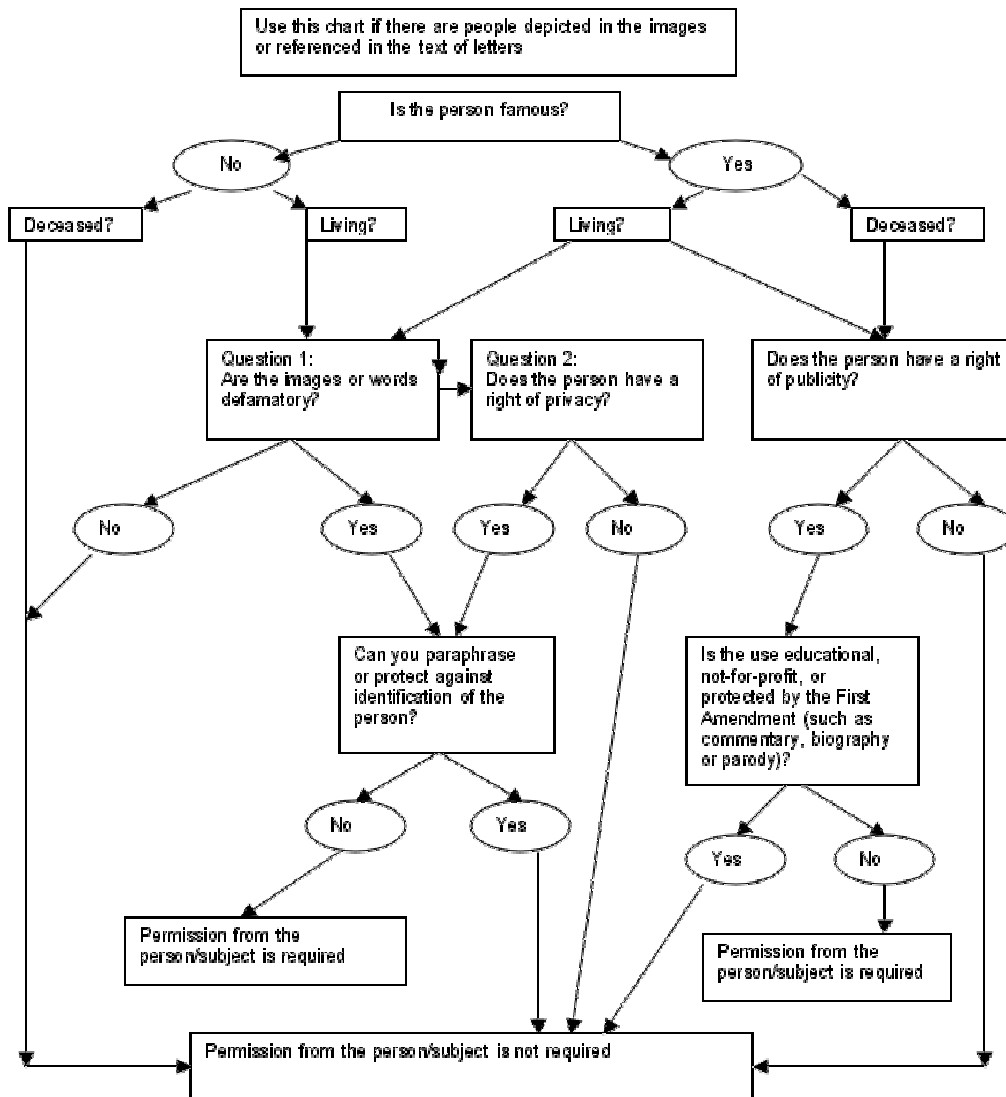 Use this chart if there are people depicted in the images
or referenced in the text of letters
Is the person famous?
No
Yes
Deceased?
Living?
Living?
Deceased?
Question 1:
Are the images or words
defamatory?
Question 2:
Does the person have a
right of privacy?
Does the person have a right
of publicity?
No
Yes
Yes
No
Yes
No
Can you paraphrase
or protect against
identification of the
person?
Is the use educational,
not-for-profit, or
protected by the First
Amendment (such as
commentary, biography
or parody)?
No
Yes
Yes
No
Permission from the
person/subject is required
Permission from the
person/subject is required
Permission from the person/subject is not required